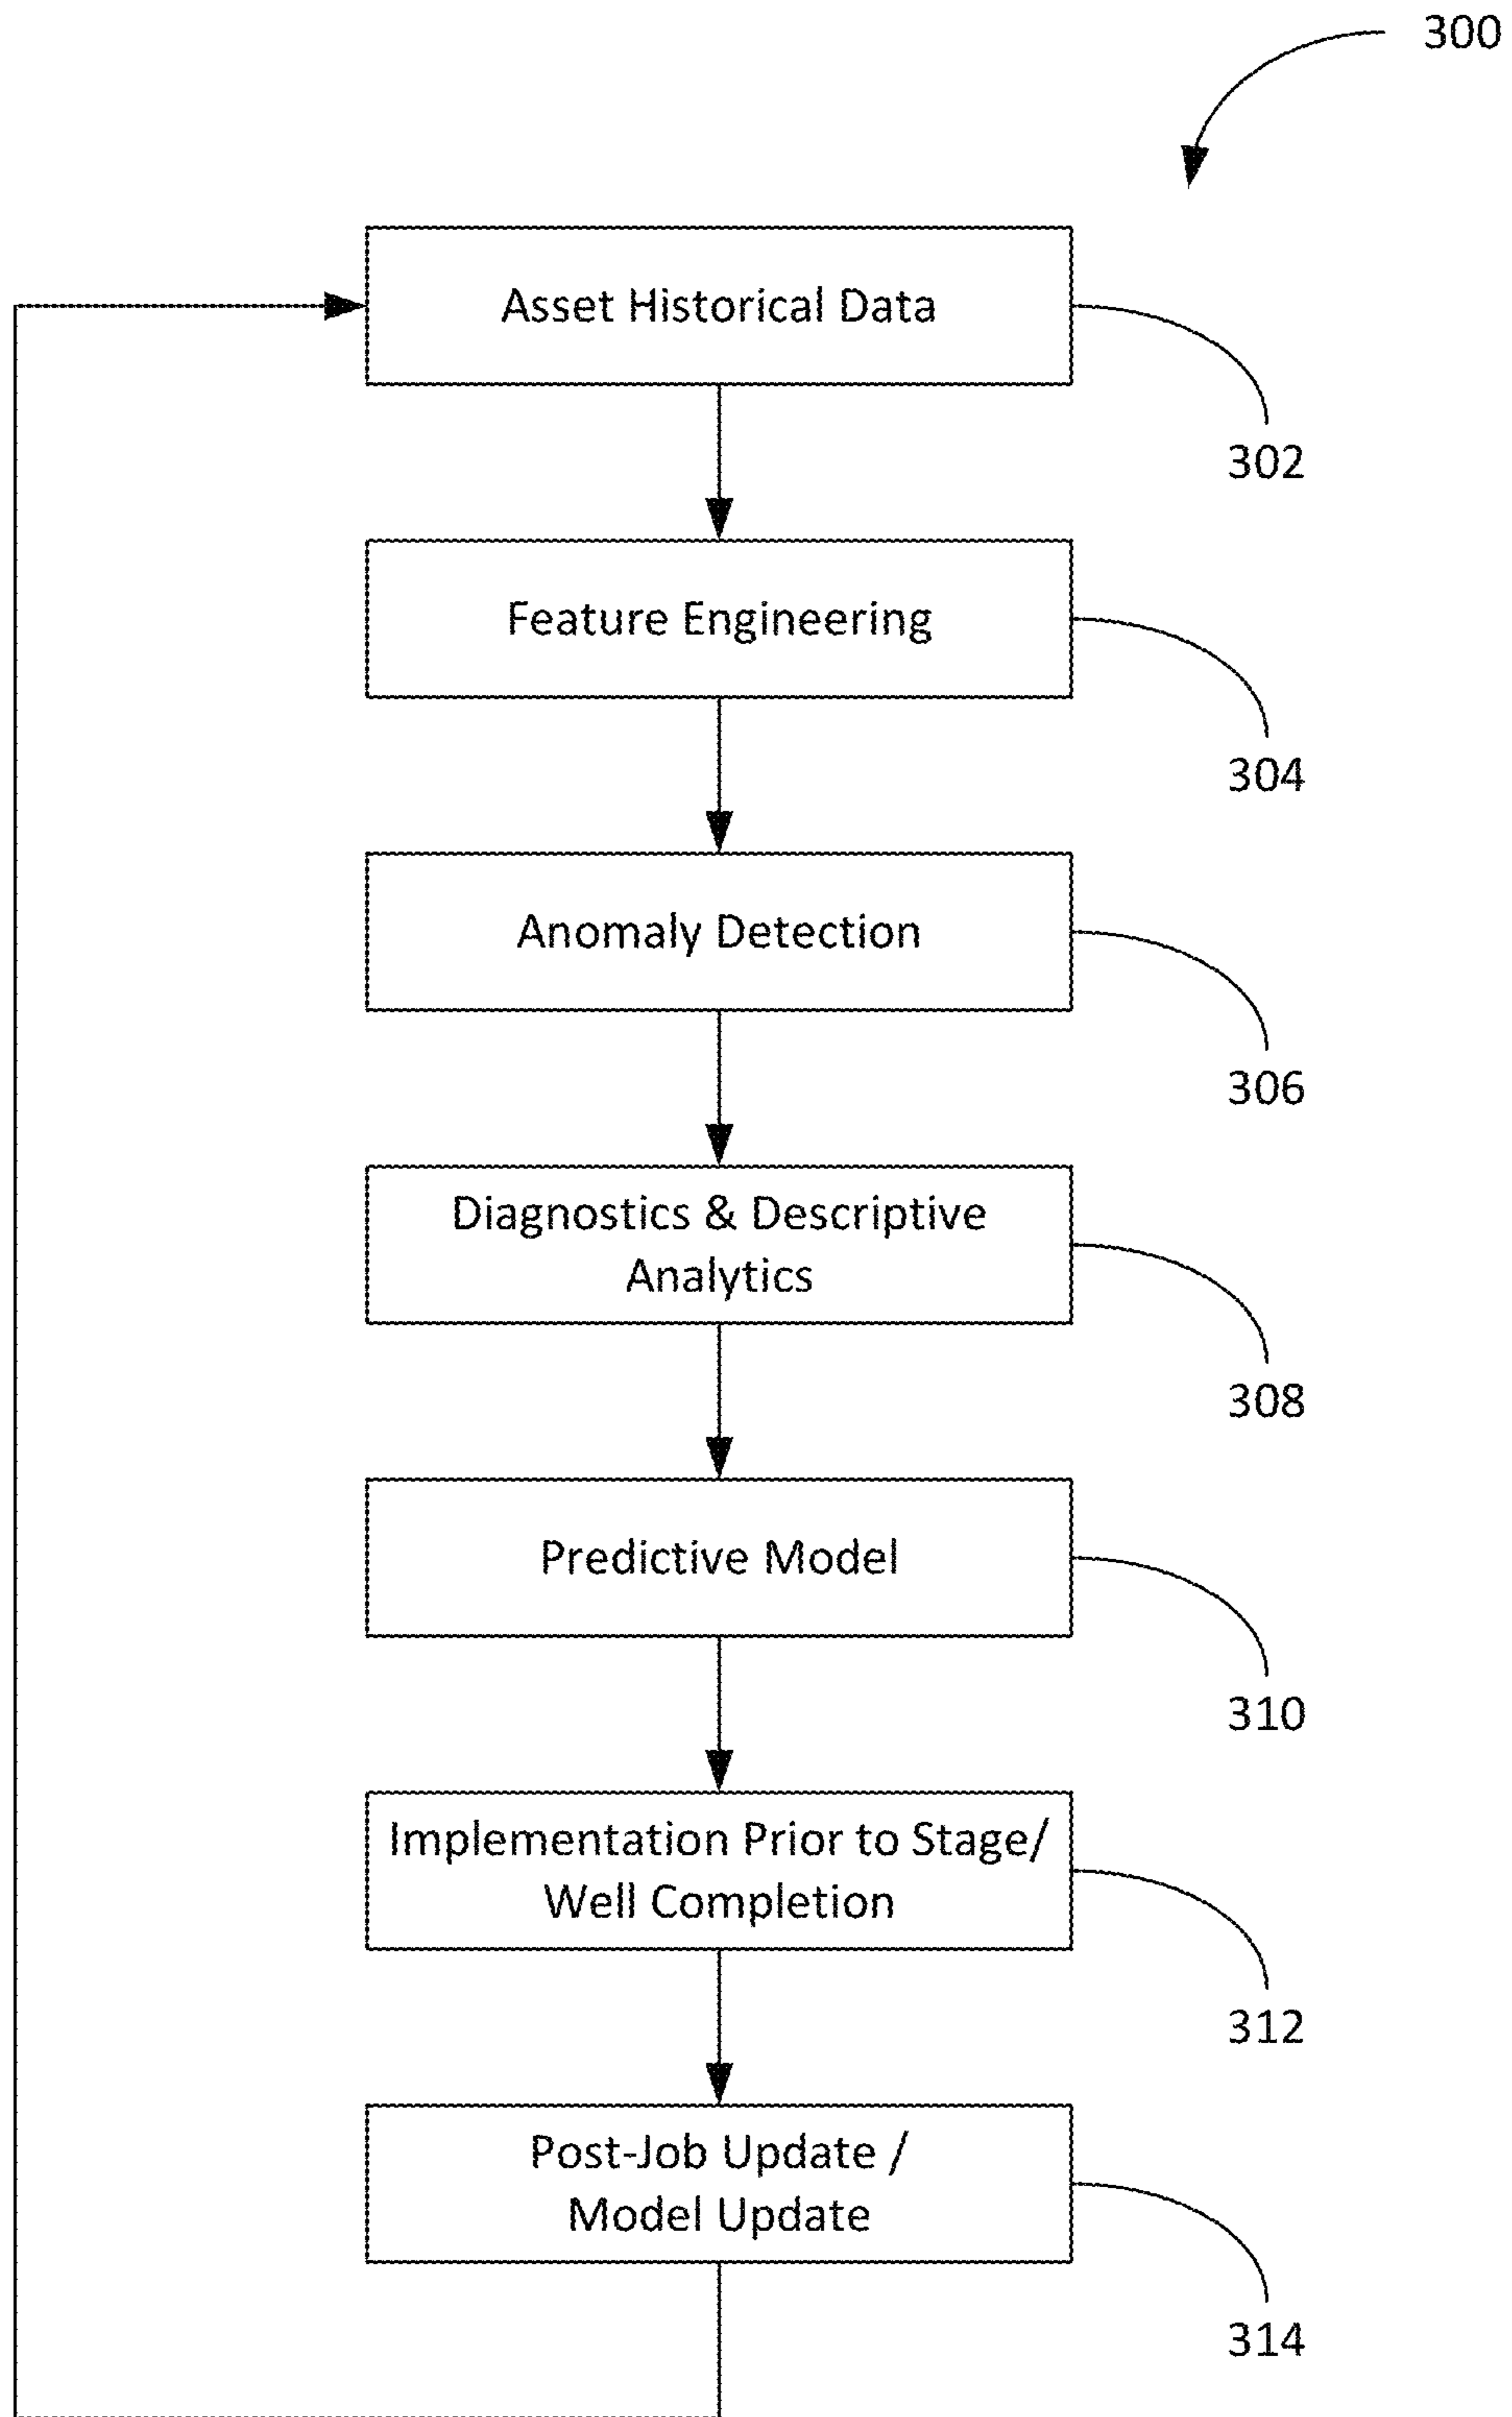 300
Asset Historical Data
302
Feature Engineering
304
Anomaly Detection
306
Diagnostics & Descriptive
Analytics
308
Predictive Model
310
Implementation Prior to Stage/
Well Completion
312
Post-Job Update /
Model Update
314